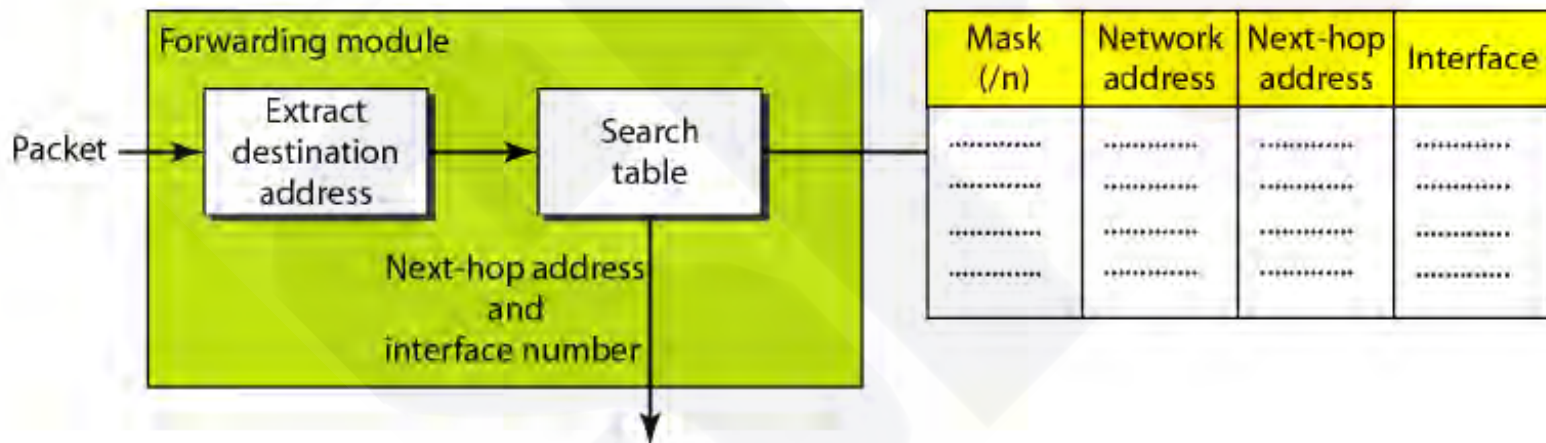 Forwarding module
Packet
Extract
destination
address
Search
table
Next-hop address
and
interface number
Mask
(/n)
Network
address
Next-hop
address
Interface